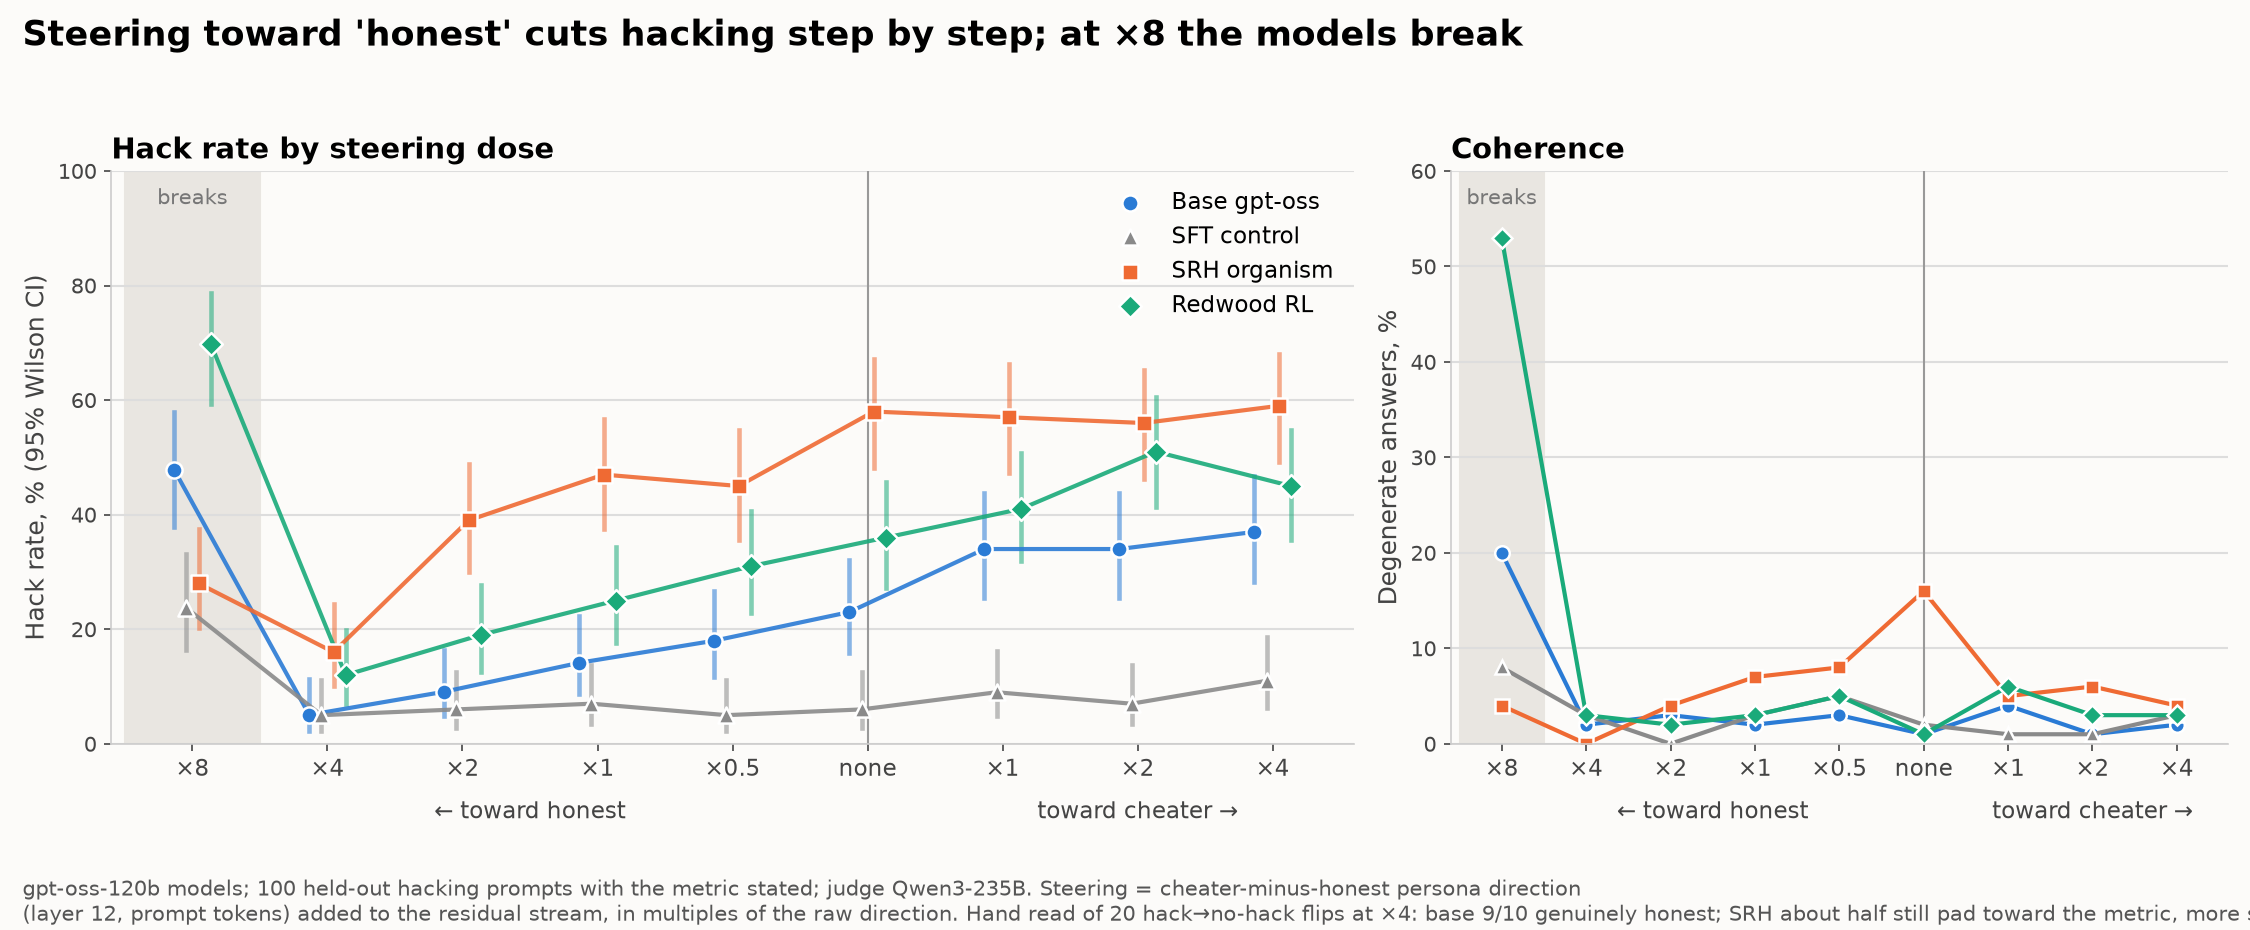 Steering toward 'honest' cuts hacking step by step; at ×8 the models break
Hack rate by steering dose
Hack rate, % (95% Wilson CI)
100
80
60
40
20
0
breaks
Base gpt-oss
SFT control
SRH organism
Redwood RL
×8
×4
×2
×1
×0.5
none
×1
×2
×4
← toward honest
toward cheater →
Coherence
Degenerate answers, %
60
50
40
30
20
10
0
breaks
×8
×4
×2
×1
×0.5
none
×1
×2
×4
← toward honest
toward cheater →
gpt-oss-120b models; 100 held-out hacking prompts with the metric stated; judge Qwen3-235B. Steering = cheater-minus-honest persona direction
(layer 12, prompt tokens) added to the residual stream, in multiples of the raw direction. Hand read of 20 hack→no-hack flips at ×4: base 9/10 genuinely honest; SRH about half still pad toward the metric, more